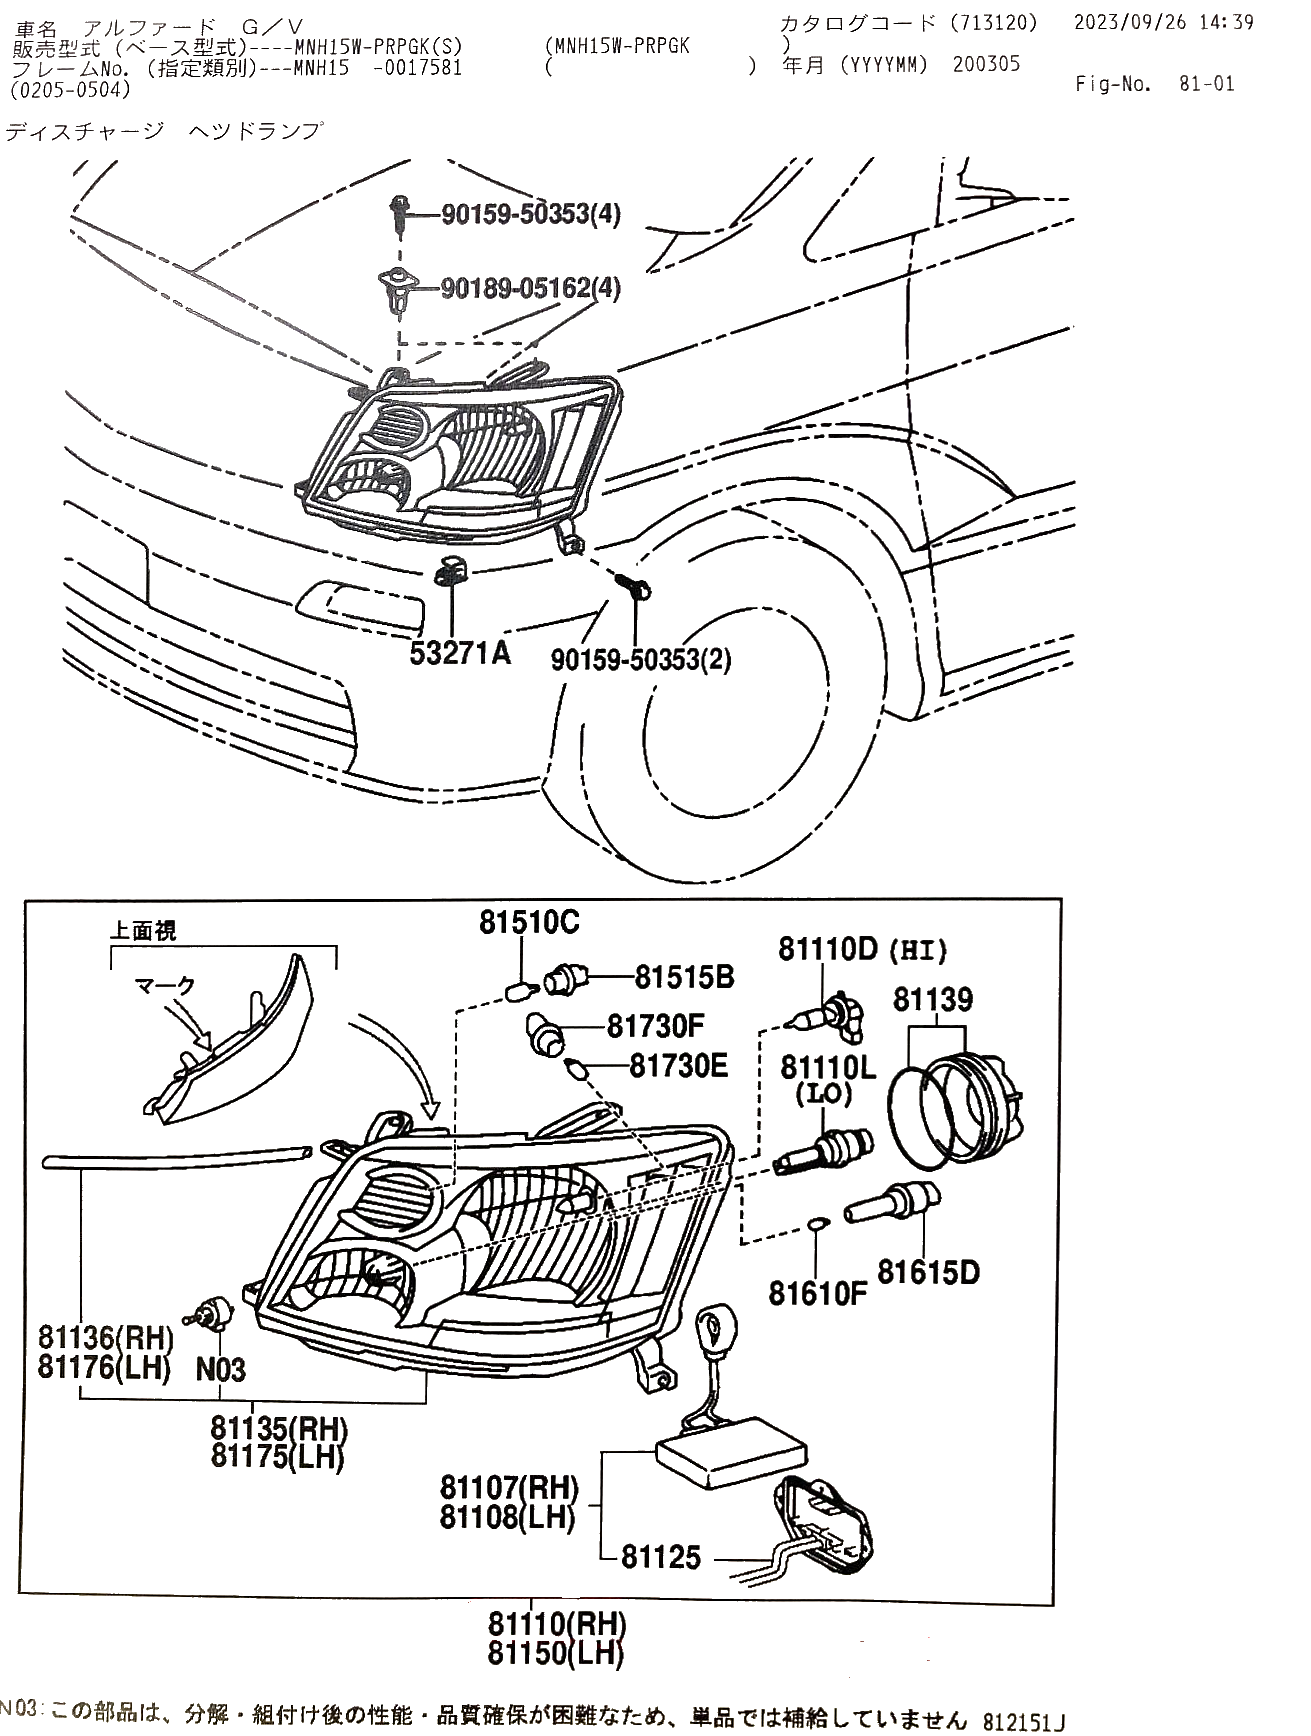 車名 アルファード G/V カタログコード (713120) 2023/09/26 14:39
販売型式 (ベース型式)----MNH15W-PRPGK(S) (MNH15W-PRPGK )
フレームNo. (指定類別)---MNH15 -0017581 ( ) 年月 (YYYYMM) 200305
(0205-0504) Fig-No. 81-01
ディスチャージ ヘツドランプ
90159-50353(4)
90189-05162(4)
53271A
90159-50353(2)
上面視
マーク
81510C
81515B
81730F
81730E
81110D (HI)
81139
81110L
(LO)
81615D
81610F
81136(RH)
81176(LH)
N03
81135(RH)
81175(LH)
81107(RH)
81108(LH)
81125
81110(RH)
81150(LH)
N03:この部品は、分解・組付け後の性能・品質確保が困難なため、単品では補給していません 812151J